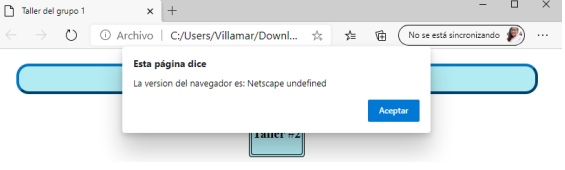 Taller del grupo 1
Archivo
C:/Users/Villamar/Downl...
No se está sincronizando
Esta página dice
La version del navegador es: Netscape undefined
Aceptar
Taller #2